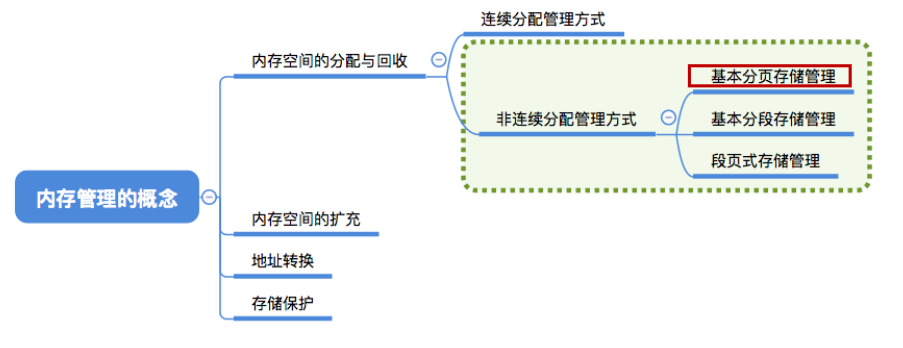 内存管理的概念
内存空间的分配与回收
连续分配管理方式
非连续分配管理方式
基本分页存储管理
基本分段存储管理
段页式存储管理
内存空间的扩充
地址转换
存储保护